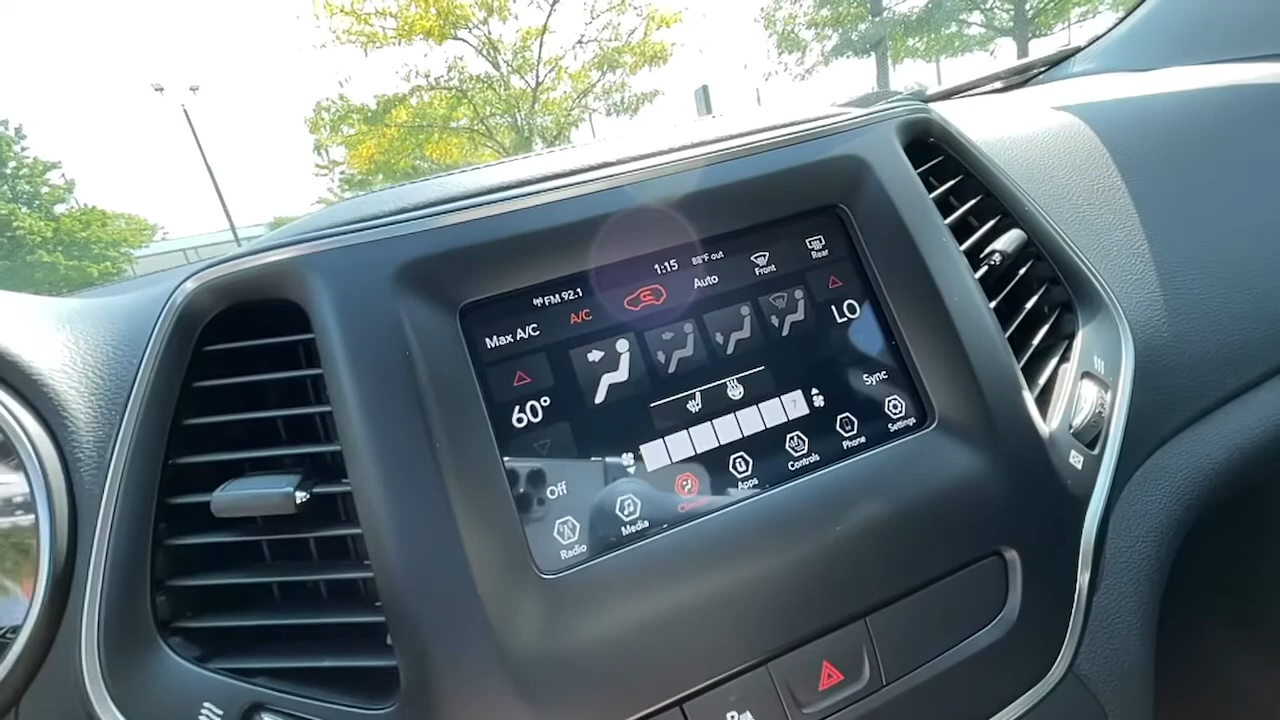 FM 92.1
1:15
88°F out
Max A/C
A/C
Auto
Front
Rear
60°
LO
Sync
7
Off
Radio
Media
Climate
Apps
Controls
Phone
Settings